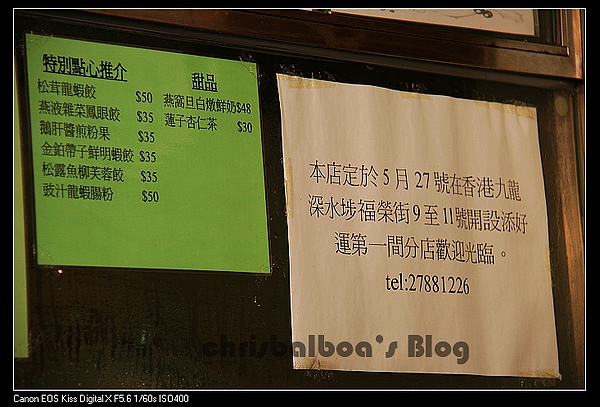 特別點心推介
松茸龍蝦餃 $50
燕液雜菜鳳眼餃 $35
鵝肝醬煎粉果 $35
金鉑帶子鮮明蝦餃 $35
松露魚柳芙蓉餃 $35
豉汁龍蝦腸粉 $50
甜品
燕窩旦白燉鮮奶$48
蓮子杏仁茶 $30
本店定於5月27號在香港九龍
深水埗福榮街9至11號開設添好
運第一間分店歡迎光臨。
tel:27881226
chrisbalboa's Blog
Canon EOS Kiss Digital X F5.6 1/60s ISO400